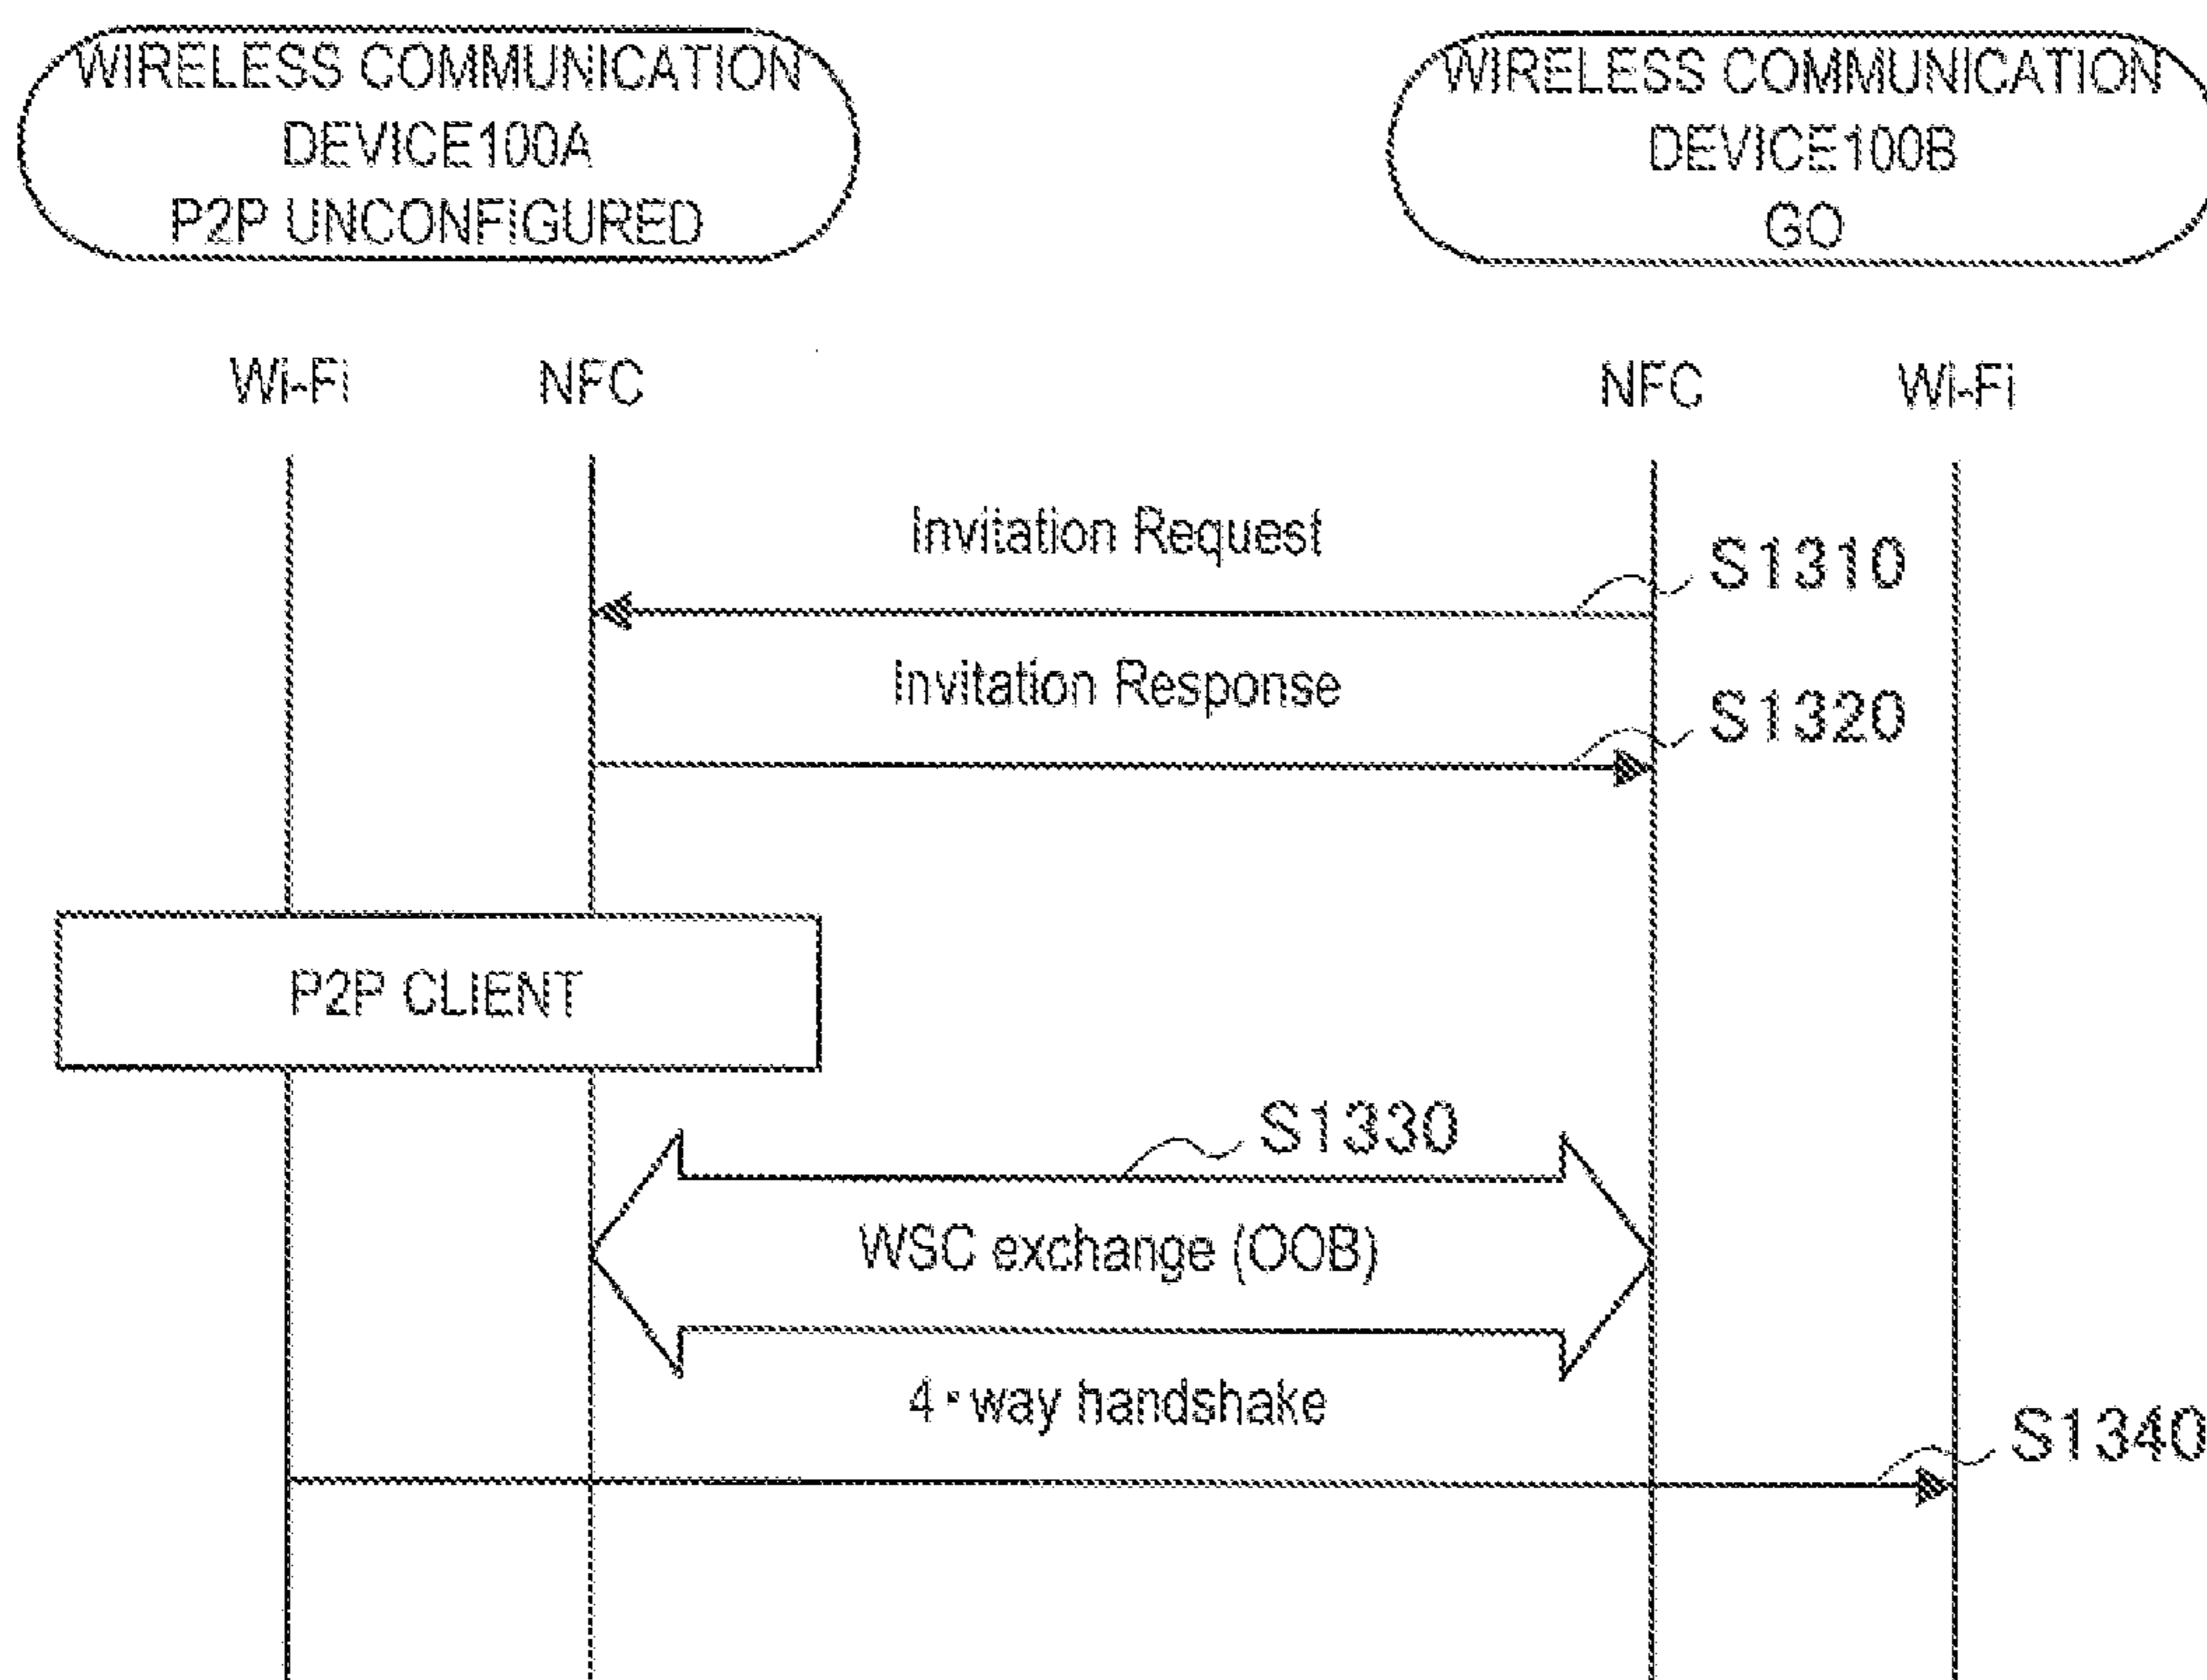 WIRELESS COMMUNICATION
DEVICE100A
P2P UNCONFIGURED
WIRELESS COMMUNICATION
DEVICE100B
GO
Wi-Fi
NFC
NFC
Wi-Fi
Invitation Request
S1310
Invitation Response
S1320
P2P CLIENT
S1330
WSC exchange (OOB)
4・way handshake
S1340